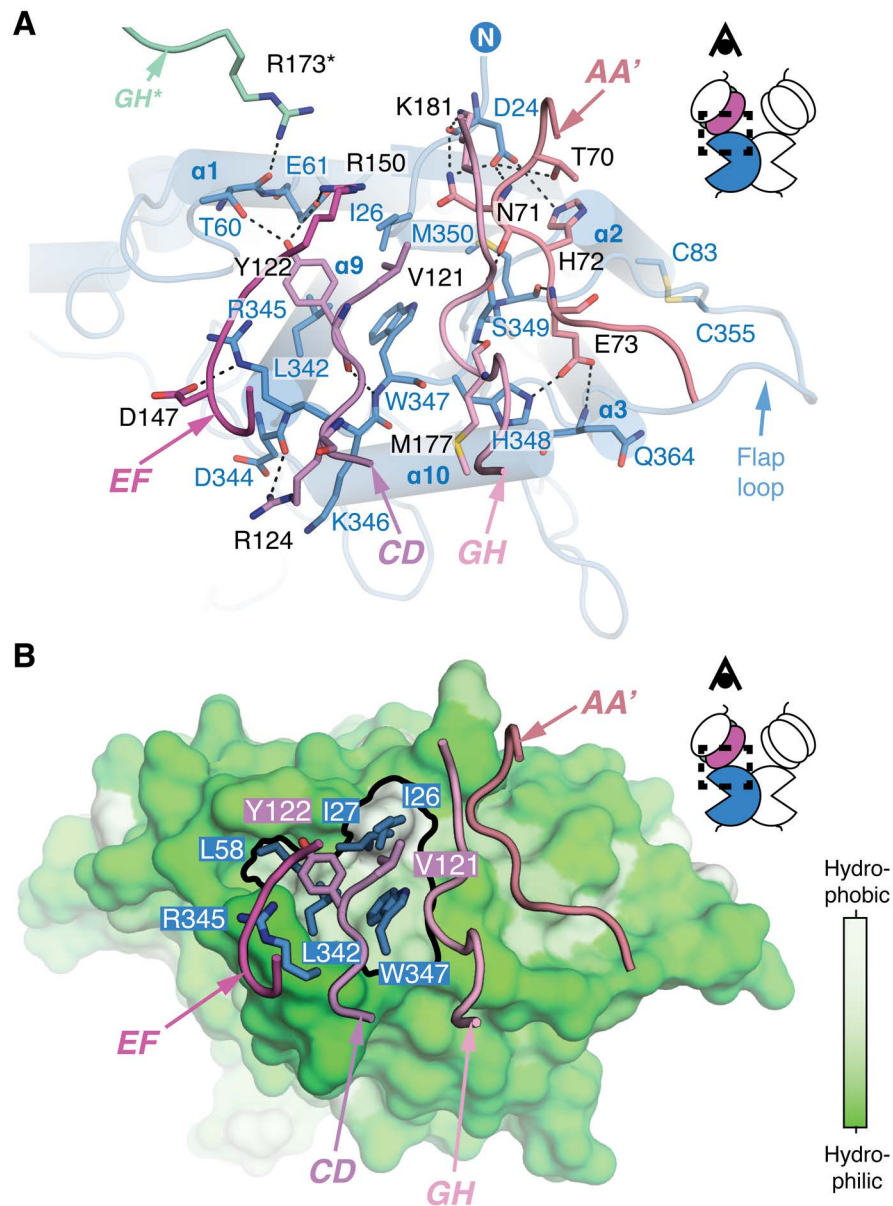 A
R173*
GH*
N
K181
D24
AA'
T70
α1
E61
R150
T60
I26
N71
α2
M350
H72
C83
Y122
α9
V121
R345
S349
C355
L342
E73
W347
D147
α3
M177
H348
EF
D344
α10
Q364
Flap
loop
K346
R124
CD
GH
B
AA'
Y122
I27
I26
L58
V121
R345
L342
W347
EF
CD
GH
Hydro-
phobic
Hydro-
philic